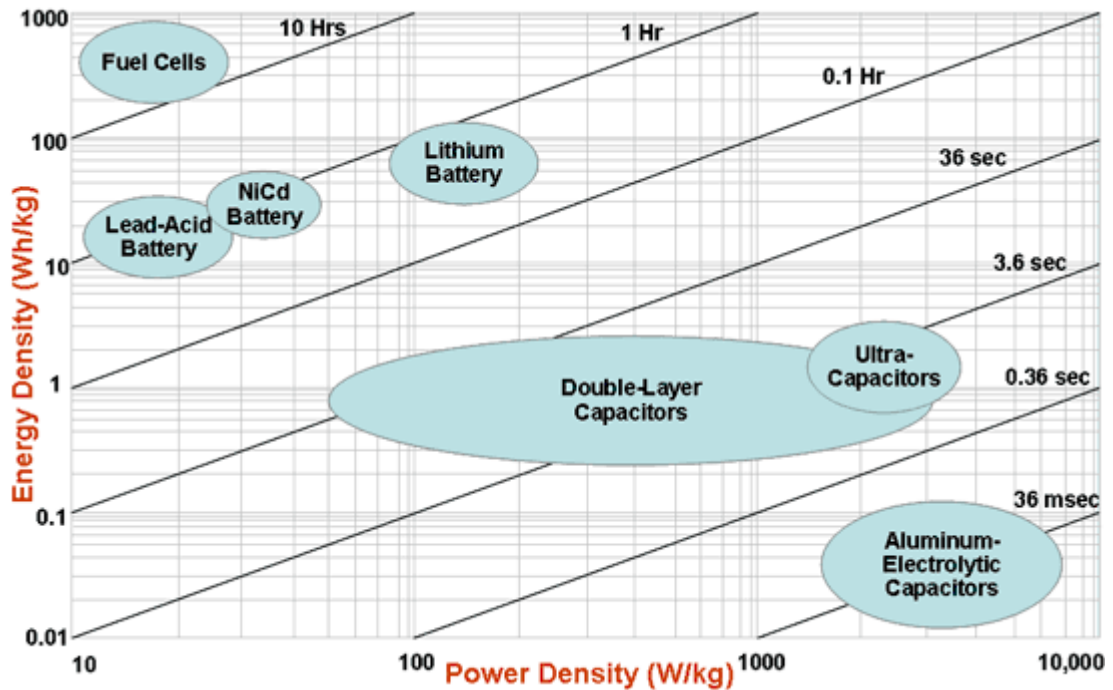 1000
10 Hrs
1 Hr
Fuel Cells
0.1 Hr
100
Lithium
Battery
36 sec
NiCd
Battery
Lead-Acid
Battery
10
3.6 sec
Energy Density (Wh/kg)
Ultra-
Capacitors
1
Double-Layer
Capacitors
0.36 sec
0.1
36 msec
Aluminum-
Electrolytic
Capacitors
0.01
10
100
1000
10,000
Power Density (W/kg)